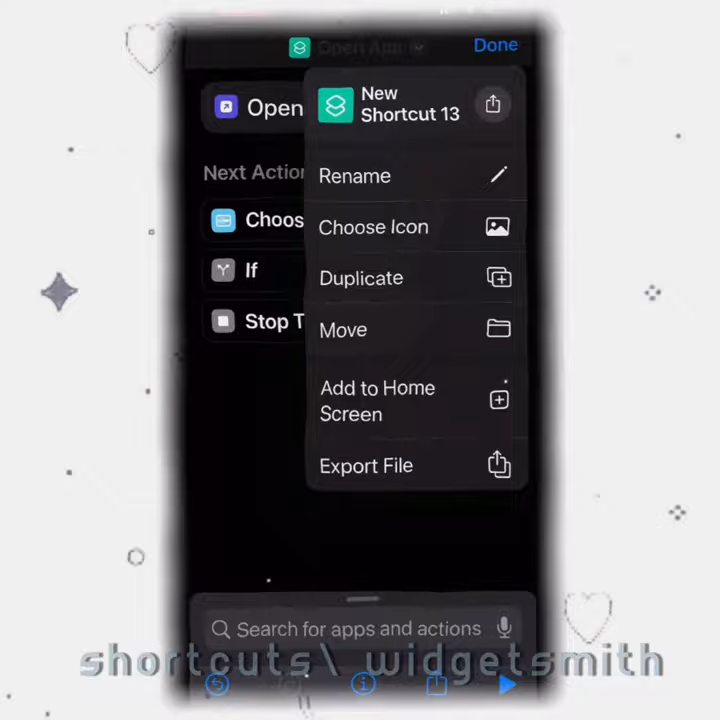 Open App
Done
Open
New
Shortcut 13
Next Action
Rename
Choos
Choose Icon
If
Duplicate
Stop T
Move
Add to Home
Screen
Export File
Search for apps and actions
shortcuts\ widgetsmith